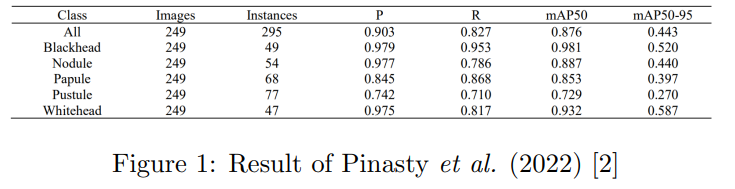 Class Images Instances P R mAP50 mAP50-95
All 249 295 0.903 0.827 0.876 0.443
Blackhead 249 49 0.979 0.953 0.981 0.520
Nodule 249 54 0.977 0.786 0.887 0.440
Papule 249 68 0.845 0.868 0.853 0.397
Pustule 249 77 0.742 0.710 0.729 0.270
Whitehead 249 47 0.975 0.817 0.932 0.587
Figure 1: Result of Pinasty et al. (2022) [2]